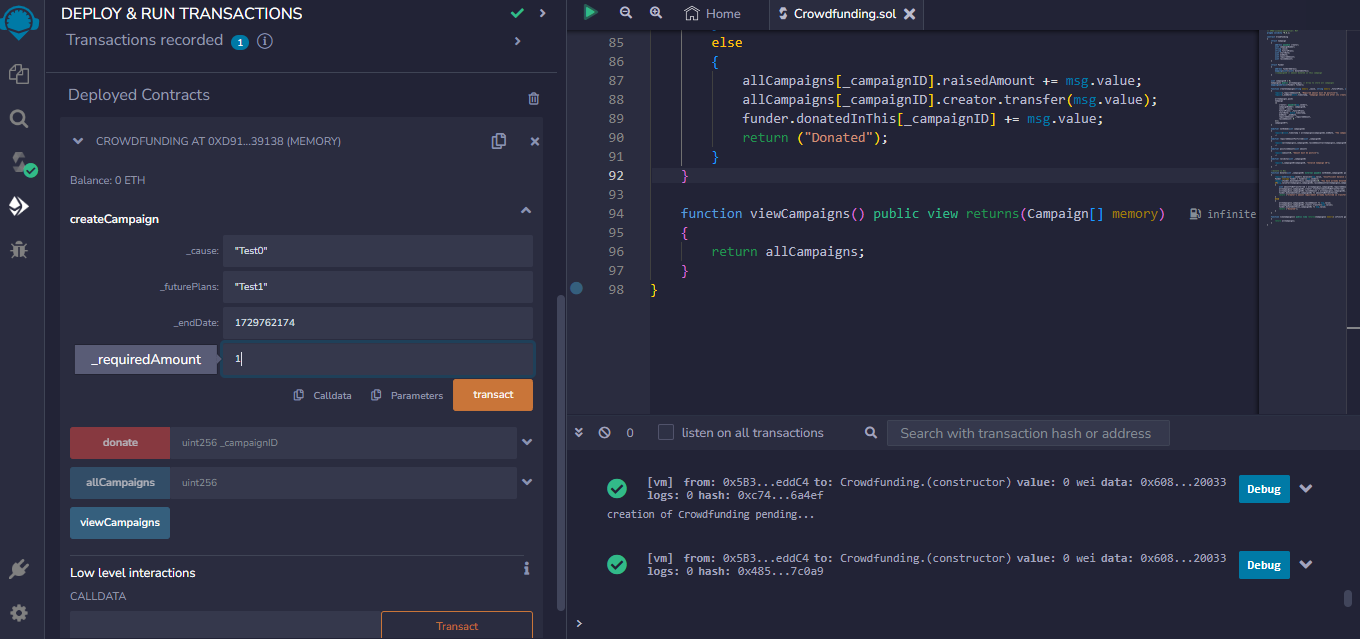 DEPLOY & RUN TRANSACTIONS
Transactions recorded 1 i
Deployed Contracts
CROWDFUNDING AT 0XD91...39138 (MEMORY)
Balance: 0 ETH
createCampaign
_cause: "Test0"
_futurePlans: "Test1"
_endDate: 1729762174
_requiredAmount 1
Calldata Parameters transact
donate uint256 _campaignID
allCampaigns uint256
viewCampaigns
Low level interactions i
CALLDATA
Transact
Home Crowdfunding.sol
85 else
86 {
87 allCampaigns[_campaignID].raisedAmount += msg.value;
88 allCampaigns[_campaignID].creator.transfer(msg.value);
89 funder.donatedInThis[_campaignID] += msg.value;
90 return ("Donated");
91 }
92 }
93
94 function viewCampaigns() public view returns(Campaign[] memory) infinite
95 {
96 return allCampaigns;
97 }
98 }
0 listen on all transactions Search with transaction hash or address
[vm] from: 0x5B3...eddC4 to: Crowdfunding.(constructor) value: 0 wei data: 0x608...20033
logs: 0 hash: 0xc74...6a4ef
Debug
creation of Crowdfunding pending...
[vm] from: 0x5B3...eddC4 to: Crowdfunding.(constructor) value: 0 wei data: 0x608...20033
logs: 0 hash: 0x485...7c0a9
Debug
>